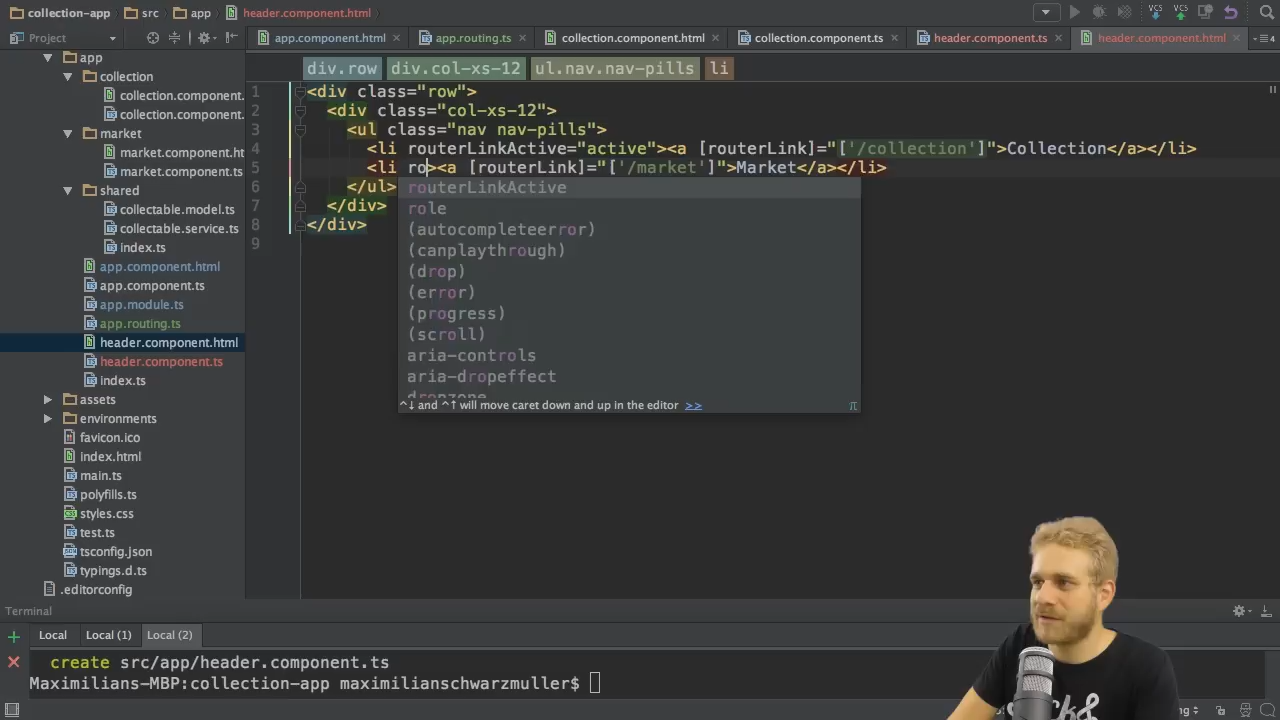 collection-app src app header.component.html
Project app.component.html app.routing.ts collection.component.html collection.component.ts header.component.ts header.component.html
app
collection
collection.component.
collection.component.
market
market.component.ht
market.component.ts
shared
collectable.model.ts
collectable.service.ts
index.ts
app.component.html
app.component.ts
app.module.ts
app.routing.ts
header.component.html
header.component.ts
index.ts
assets
environments
favicon.ico
index.html
main.ts
polyfills.ts
styles.css
test.ts
tsconfig.json
typings.d.ts
.editorconfig
VCS VCS
4
div.row div.col-xs-12 ul.nav.nav-pills li
1 <div class="row">
2 <div class="col-xs-12">
3 <ul class="nav nav-pills">
4 <li routerLinkActive="active"><a [routerLink]="['/collection']">Collection</a></li>
5 <li ro><a [routerLink]="['/market']">Market</a></li>
6 </ul>
7 </div>
8 </div>
9
routerLinkActive
role
(autocompleteerror)
(canplaythrough)
(drop)
(error)
(progress)
(scroll)
aria-controls
aria-dropeffect
dropzone
^↓ and ^↑ will move caret down and up in the editor >> π
Terminal
Local Local (1) Local (2)
create src/app/header.component.ts
Maximilians-MBP:collection-app maximilianschwarzmuller$